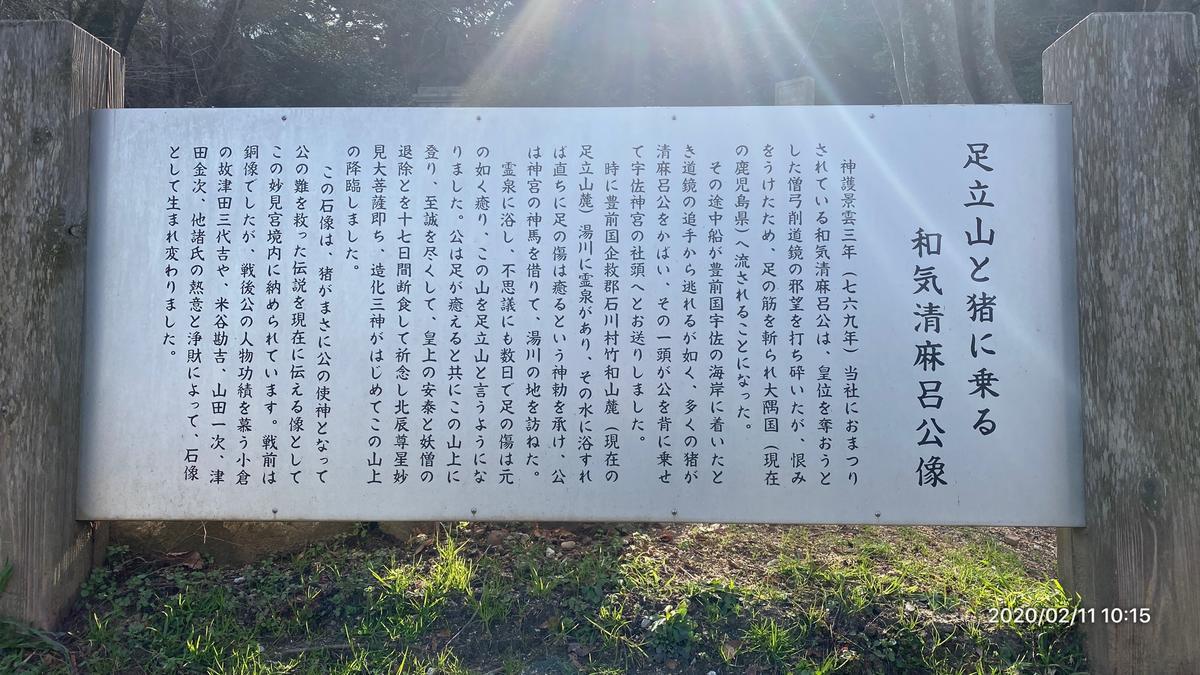 足立山と猪に乗る
和気清麻呂公像
神護景雲三年（七六九年）当社におまつり
されている和気清麻呂公は、皇位を奪おうと
した僧弓削道鏡の邪望を打ち砕いたが、恨み
をうけたため、足の筋を斬られ大隅国（現在
の鹿児島県）へ流されることになった。
その途中船が豊前国宇佐の海岸に着いたと
き道鏡の追手から逃れるが如く、多くの猪が
清麻呂公をかばい、その一頭が公を背に乗せ
て宇佐神宮の社頭へとお送りしました。
時に豊前国企救郡石川村竹和山麓（現在の
足立山麓）湯川に霊泉があり、その水に浴すれ
ば直ちに足の傷は癒るという神勅を承け、公
は神宮の神馬を借りて、湯川の地を訪ねた。
霊泉に浴し、不思議にも数日で足の傷は元
の如く癒り、この山を足立山と言うようにな
りました。公は足が癒えると共にこの山上に
登り、至誠を尽くして、皇上の安泰と妖僧の
退除とを十七日間断食して祈念し北辰尊星妙
見大菩薩即ち、造化三神がはじめてこの山上
の降臨しました。
この石像は、猪がまさに公の使神となって
公の難を救った伝説を現在に伝える像として
この妙見宮境内に納められています。戦前は
銅像でしたが、戦後公の人物功績を慕う小倉
の故津田三代吉や、米谷勘吉、山田一次、津
田金次、他諸氏の熱意と浄財によって、石像
として生まれ変わりました。
2020/02/11 10:15